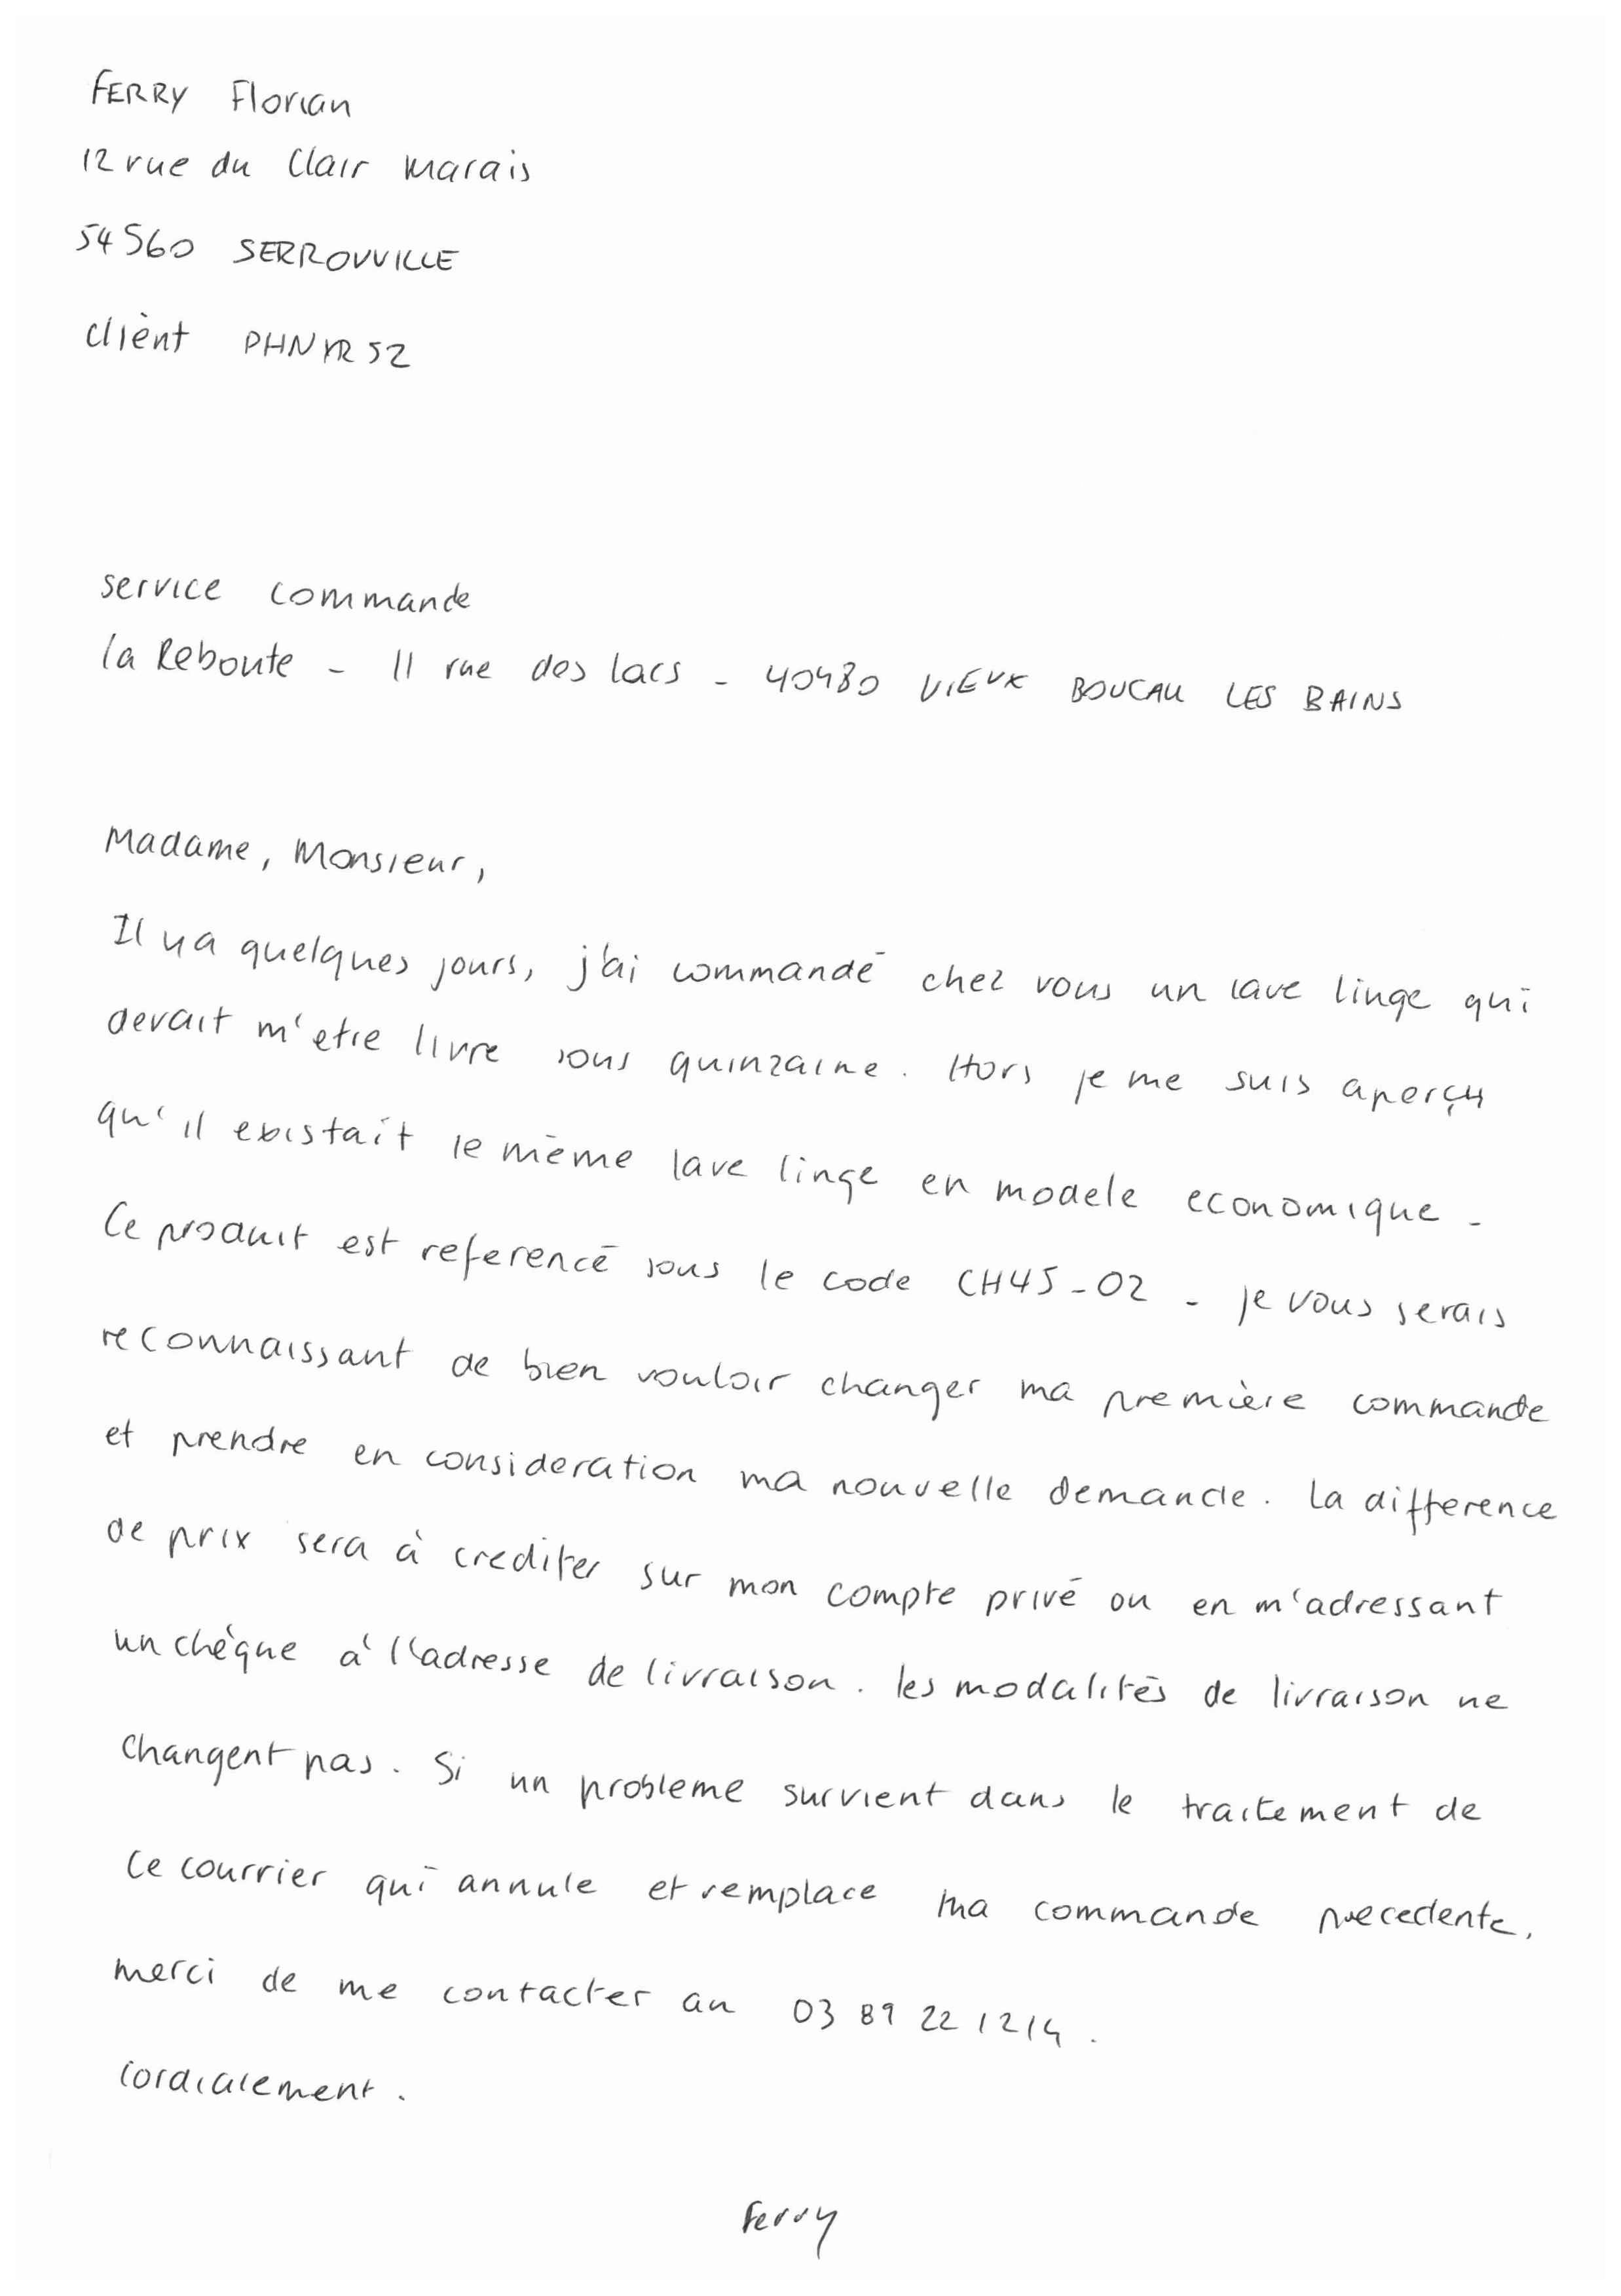 FERRY Florian
12 rue du Clair Marais
54560 SERROUVILLE
client PHNYR52
service commande
la Reboute - 11 rue des lacs - 40480 VIEUX BOUCAU LES BAINS
Madame, Monsieur,
Il y a quelques jours, j'ai commandé chez vous un lave linge qui
devait m'etre livre sous quinzaine. Hors je me suis aperçu
qu'il existait le même lave linge en modele economique -
Ce produit est referencé sous le code CH45-02 - je vous serais
reconnaissant de bien vouloir changer ma première commande
et prendre en consideration ma nouvelle demande. la difference
de prix sera à crediter sur mon compte privé ou en m'adressant
un chèque à l'adresse de livraison. les modalités de livraison ne
changent pas. Si un probleme survient dans le traitement de
ce courrier qui annule et remplace ma commande precedente,
merci de me contacter au 03 89 22 12 14.
cordialement.
Ferry